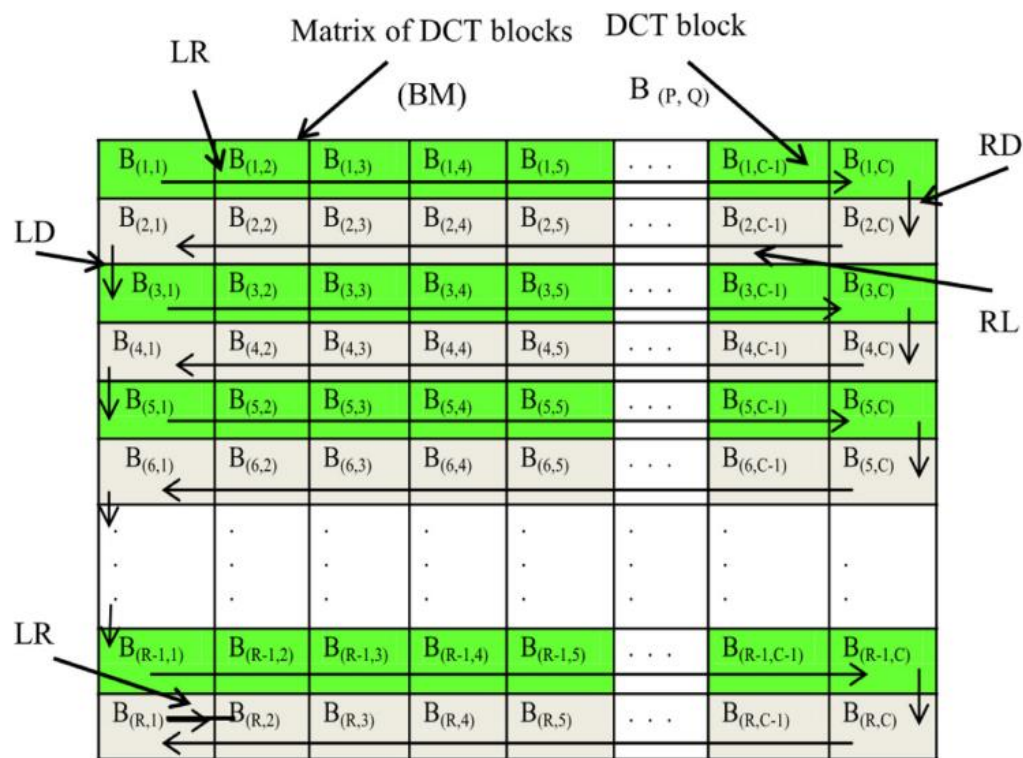 LR
Matrix of DCT blocks
DCT block
(BM)
B (P, Q)
RD
B(1,1) B(1,2) B(1,3) B(1,4) B(1,5) . . . B(1,C-1) B(1,C)
LD
B(2,1) B(2,2) B(2,3) B(2,4) B(2,5) . . . B(2,C-1) B(2,C)
B(3,1) B(3,2) B(3,3) B(3,4) B(3,5) . . . B(3,C-1) B(3,C)
RL
B(4,1) B(4,2) B(4,3) B(4,4) B(4,5) . . . B(4,C-1) B(4,C)
B(5,1) B(5,2) B(5,3) B(5,4) B(5,5) . . . B(5,C-1) B(5,C)
B(6,1) B(6,2) B(6,3) B(6,4) B(6,5) . . . B(6,C-1) B(5,C)
. . . . . . . .
. . . . . . . .
. . . . . . . .
LR
B(R-1,1) B(R-1,2) B(R-1,3) B(R-1,4) B(R-1,5) . . . B(R-1,C-1) B(R-1,C)
B(R,1) B(R,2) B(R,3) B(R,4) B(R,5) . . . B(R,C-1) B(R,C)